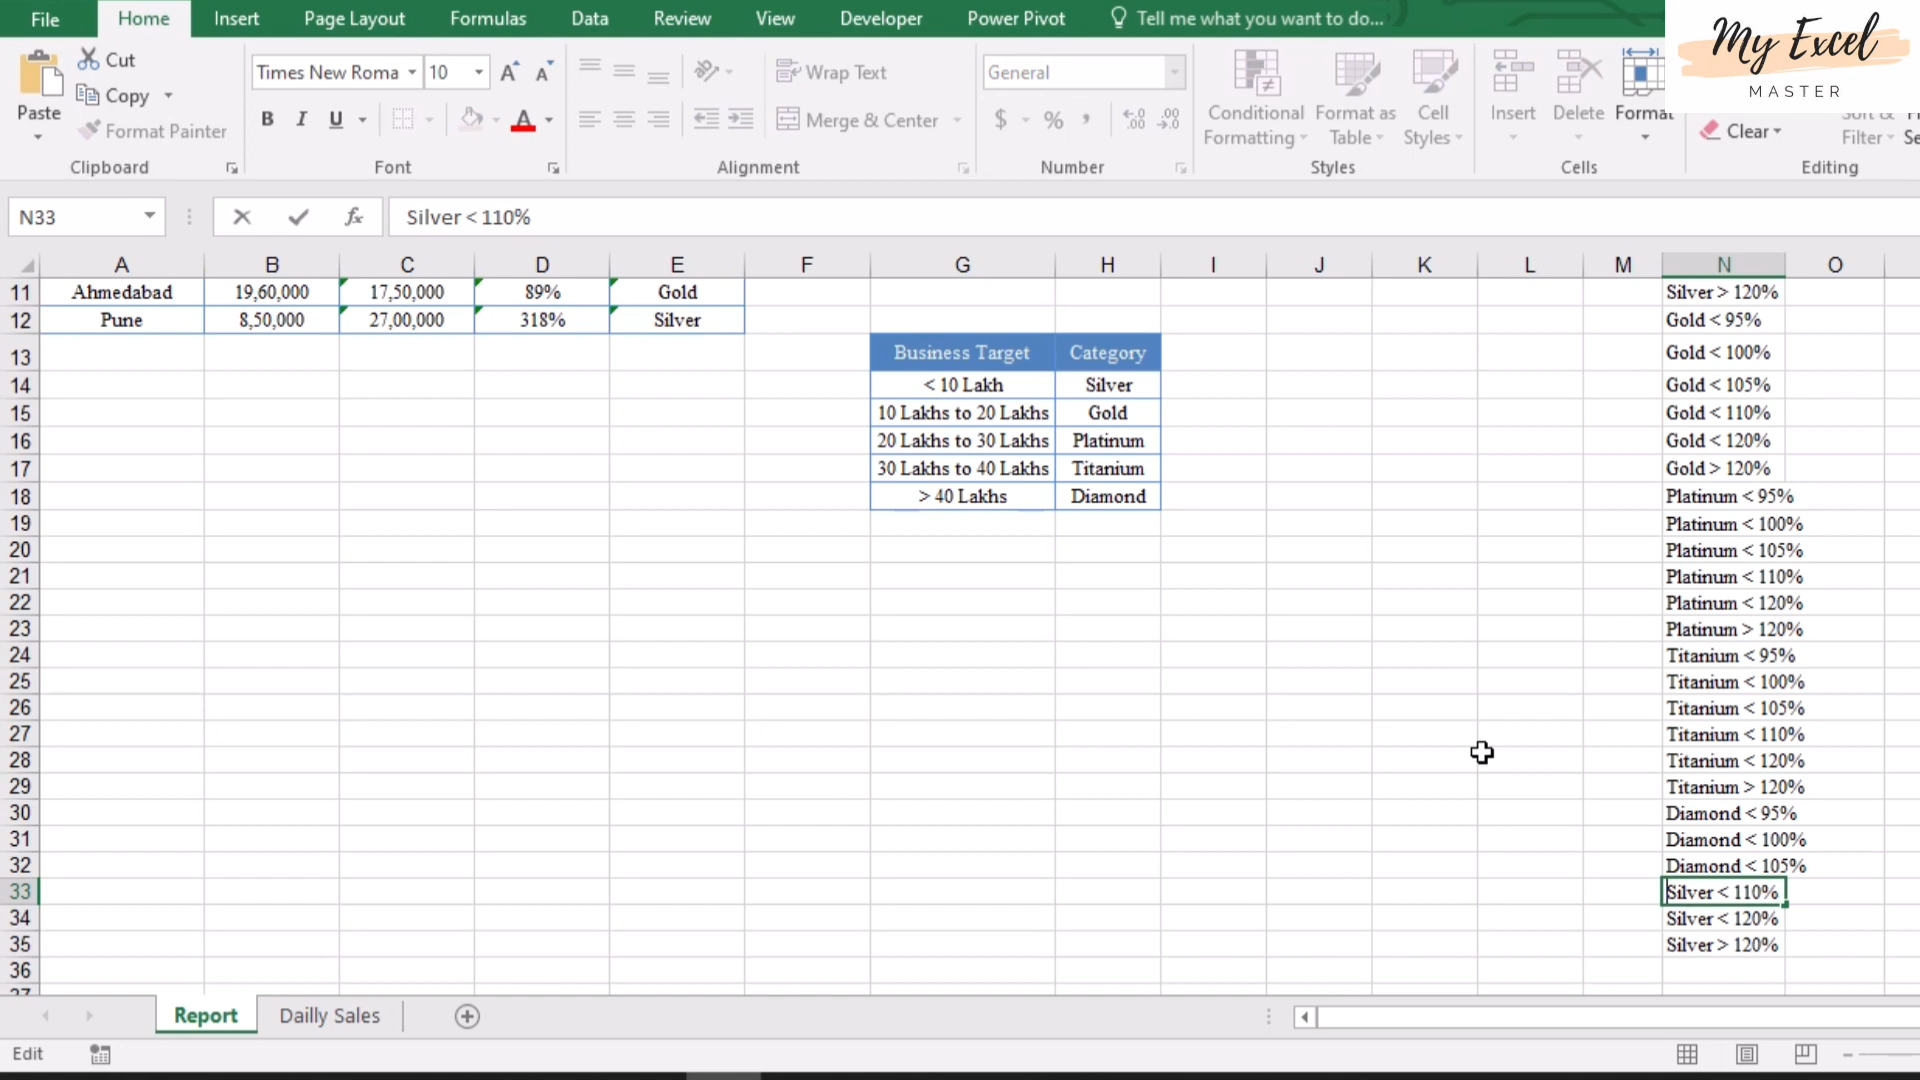 File Home Insert Page Layout Formulas Data Review View Developer Power Pivot Tell me what you want to do...
My Excel
MASTER
Paste
Cut
Copy
Format Painter
Clipboard
Times New Roma 10
B I U
Font
Wrap Text
Merge & Center
Alignment
General
$ % ,
Number
Conditional Formatting
Format as Table
Cell Styles
Styles
Insert
Delete
Format
Cells
Clear
Filter
Editing
N33 fx Silver < 110%
A B C D E F G H I J K L M N O
11 Ahmedabad 19,60,000 17,50,000 89% Gold Silver > 120%
12 Pune 8,50,000 27,00,000 318% Silver Gold < 95%
13 Business Target Category Gold < 100%
14 < 10 Lakh Silver Gold < 105%
15 10 Lakhs to 20 Lakhs Gold Gold < 110%
16 20 Lakhs to 30 Lakhs Platinum Gold < 120%
17 30 Lakhs to 40 Lakhs Titanium Gold > 120%
18 > 40 Lakhs Diamond Platinum < 95%
19 Platinum < 100%
20 Platinum < 105%
21 Platinum < 110%
22 Platinum < 120%
23 Platinum > 120%
24 Titanium < 95%
25 Titanium < 100%
26 Titanium < 105%
27 Titanium < 110%
28 Titanium < 120%
29 Titanium > 120%
30 Diamond < 95%
31 Diamond < 100%
32 Diamond < 105%
33 Silver < 110%
34 Silver < 120%
35 Silver > 120%
36
Report Dailly Sales
Edit